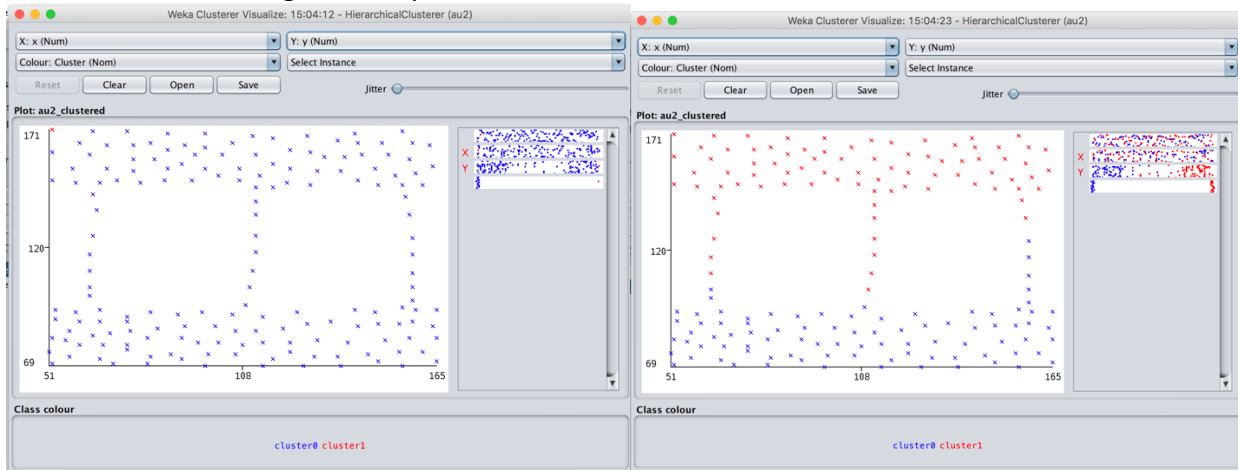 Weka Clusterer Visualize: 15:04:12 - HierarchicalClusterer (au2)
X: x (Num)
Y: y (Num)
Colour: Cluster (Nom)
Select Instance
Reset
Clear
Open
Save
Jitter
Plot: au2_clustered
171
120
69
51
108
165
X
Y
Class colour
cluster0 cluster1
Weka Clusterer Visualize: 15:04:23 - HierarchicalClusterer (au2)
X: x (Num)
Y: y (Num)
Colour: Cluster (Nom)
Select Instance
Reset
Clear
Open
Save
Jitter
Plot: au2_clustered
171
120
69
51
108
165
X
Y
Class colour
cluster0 cluster1